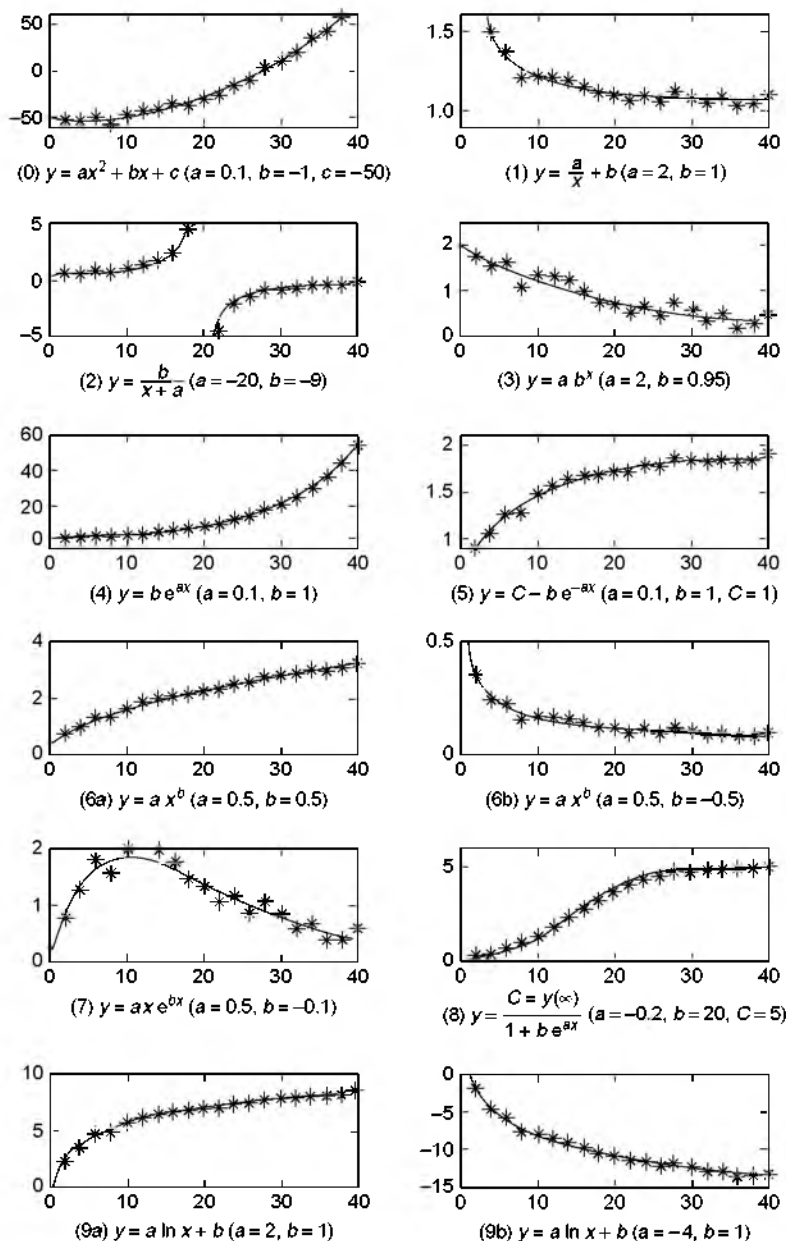 50
0
−50
0 10 20 30 40
(0) y = ax² + bx + c (a = 0.1, b = −1, c = −50)
1.5
1.0
0 10 20 30 40
(1) y = a/x + b (a = 2, b = 1)
5
0
−5
0 10 20 30 40
(2) y = b/(x + a) (a = −20, b = −9)
2
1
0
0 10 20 30 40
(3) y = a bˣ (a = 2, b = 0.95)
60
40
20
0
0 10 20 30 40
(4) y = b e^{ax} (a = 0.1, b = 1)
2
1.5
1
0 10 20 30 40
(5) y = C − b e^{−ax} (a = 0.1, b = 1, C = 1)
4
2
0
0 10 20 30 40
(6a) y = a x^b (a = 0.5, b = 0.5)
0.5
0
0 10 20 30 40
(6b) y = a x^b (a = 0.5, b = −0.5)
2
1
0
0 10 20 30 40
(7) y = ax e^{bx} (a = 0.5, b = −0.1)
5
0
0 10 20 30 40
(8) y = C = y(∞)/(1 + b e^{ax}) (a = −0.2, b = 20, C = 5)
10
5
0
0 10 20 30 40
(9a) y = a ln x + b (a = 2, b = 1)
0
−5
−10
−15
0 10 20 30 40
(9b) y = a ln x + b (a = −4, b = 1)